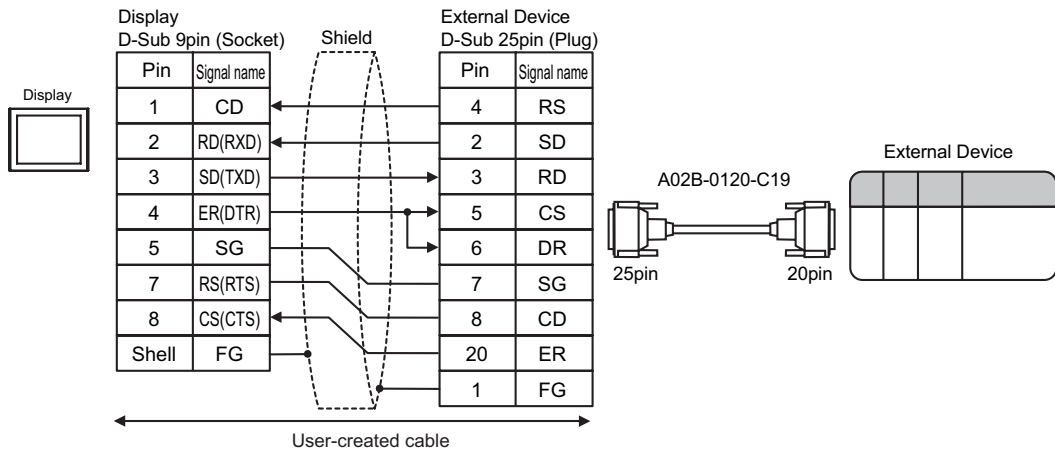 Display
D-Sub 9pin (Socket)
Shield
External Device
D-Sub 25pin (Plug)
Display
Pin Signal name
1 CD
2 RD(RXD)
3 SD(TXD)
4 ER(DTR)
5 SG
7 RS(RTS)
8 CS(CTS)
Shell FG
Pin Signal name
4 RS
2 SD
3 RD
5 CS
6 DR
7 SG
8 CD
20 ER
1 FG
User-created cable
A02B-0120-C19
25pin
20pin
External Device